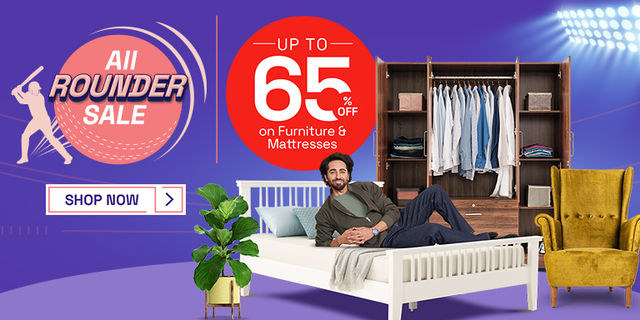 All
ROUNDER
SALE
SHOP NOW
UP TO
65% OFF
on Furniture &
Mattresses